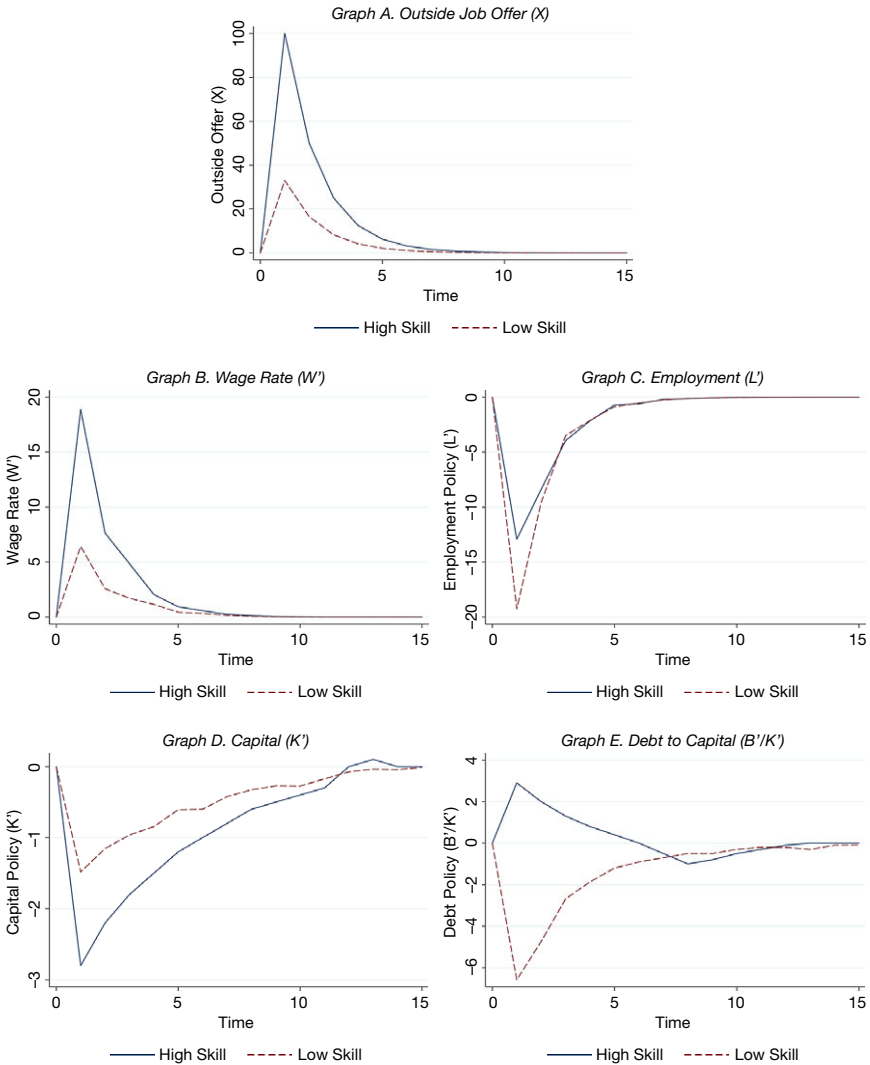 Graph A. Outside Job Offer (X)
Outside Offer (X)
100
80
60
40
20
0
0 5 10 15
Time
High Skill Low Skill
Graph B. Wage Rate (W')
Wage Rate (W')
20
15
10
5
0
0 5 10 15
Time
High Skill Low Skill
Graph C. Employment (L')
Employment Policy (L')
0
−5
−10
−15
−20
0 5 10 15
Time
High Skill Low Skill
Graph D. Capital (K')
Capital Policy (K')
0
−1
−2
−3
0 5 10 15
Time
High Skill Low Skill
Graph E. Debt to Capital (B'/K')
Debt Policy (B'/K')
4
2
0
−2
−4
−6
0 5 10 15
Time
High Skill Low Skill